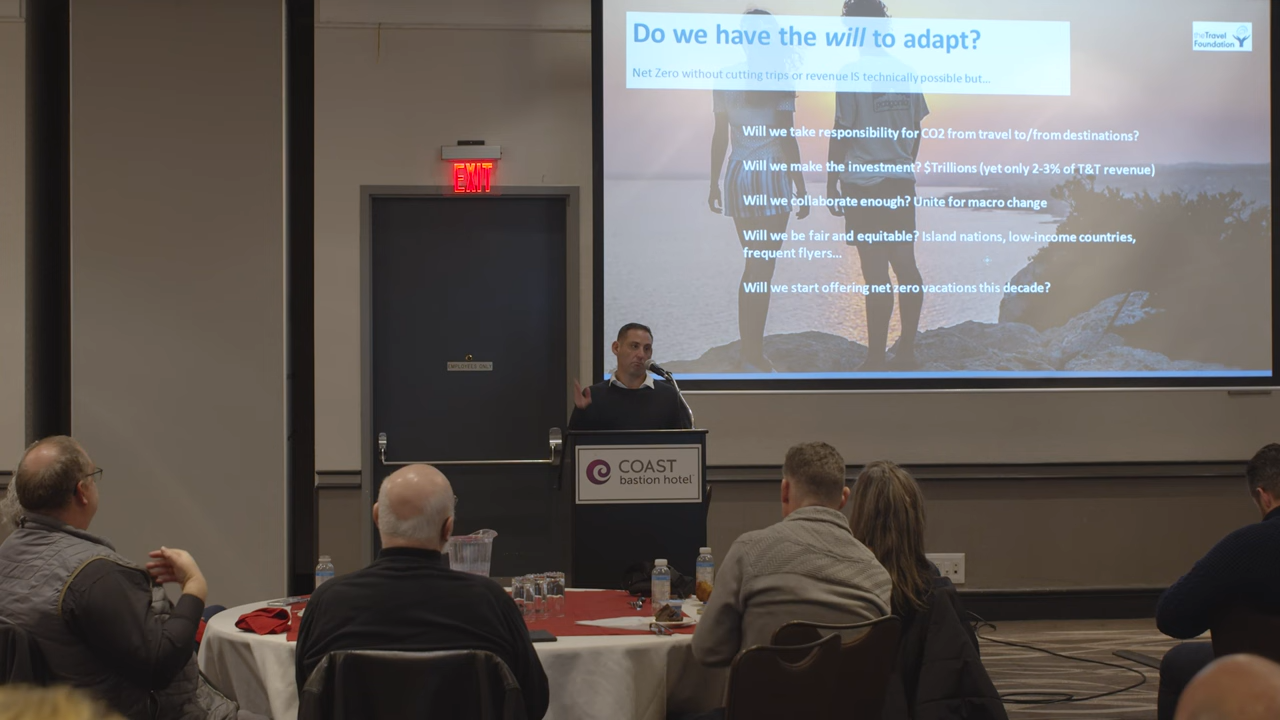 Do we have the will to adapt?
Net Zero without cutting trips or revenue IS technically possible but...
theTravel
Foundation
Will we take responsibility for CO2 from travel to/from destinations?
Will we make the investment? $Trillions (yet only 2-3% of T&T revenue)
Will we collaborate enough? Unite for macro change
Will we be fair and equitable? Island nations, low-income countries,
frequent flyers...
Will we start offering net zero vacations this decade?
EXIT
EMPLOYEES ONLY
COAST
bastion hotel